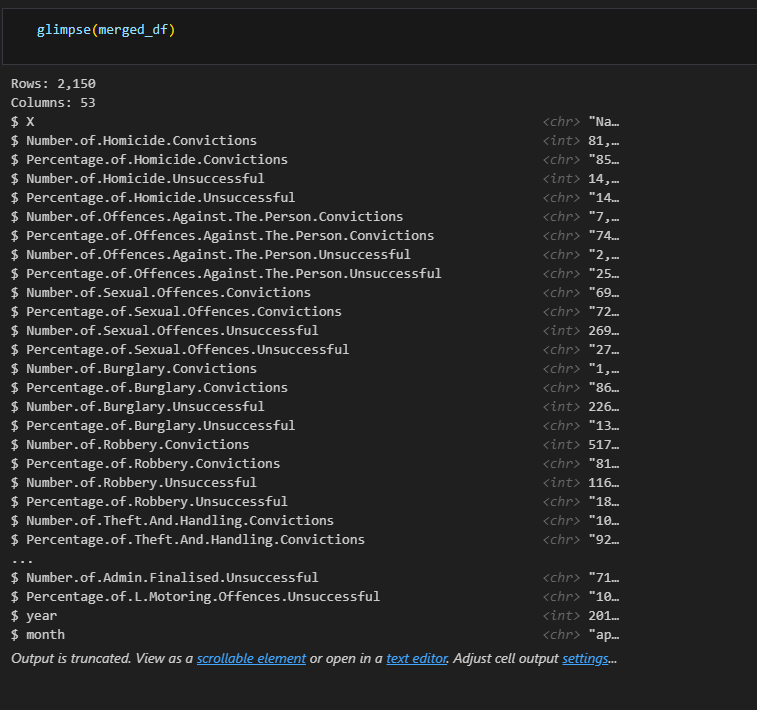 glimpse(merged_df)
Rows: 2,150
Columns: 53
$ X <chr> "Na…
$ Number.of.Homicide.Convictions <int> 81,…
$ Percentage.of.Homicide.Convictions <chr> "85…
$ Number.of.Homicide.Unsuccessful <int> 14,…
$ Percentage.of.Homicide.Unsuccessful <chr> "14…
$ Number.of.Offences.Against.The.Person.Convictions <chr> "7,…
$ Percentage.of.Offences.Against.The.Person.Convictions <chr> "74…
$ Number.of.Offences.Against.The.Person.Unsuccessful <chr> "2,…
$ Percentage.of.Offences.Against.The.Person.Unsuccessful <chr> "25…
$ Number.of.Sexual.Offences.Convictions <chr> "69…
$ Percentage.of.Sexual.Offences.Convictions <chr> "72…
$ Number.of.Sexual.Offences.Unsuccessful <int> 269…
$ Percentage.of.Sexual.Offences.Unsuccessful <chr> "27…
$ Number.of.Burglary.Convictions <chr> "1,…
$ Percentage.of.Burglary.Convictions <chr> "86…
$ Number.of.Burglary.Unsuccessful <int> 226…
$ Percentage.of.Burglary.Unsuccessful <chr> "13…
$ Number.of.Robbery.Convictions <int> 517…
$ Percentage.of.Robbery.Convictions <chr> "81…
$ Number.of.Robbery.Unsuccessful <int> 116…
$ Percentage.of.Robbery.Unsuccessful <chr> "18…
$ Number.of.Theft.And.Handling.Convictions <chr> "10…
$ Percentage.of.Theft.And.Handling.Convictions <chr> "92…
...
$ Number.of.Admin.Finalised.Unsuccessful <chr> "71…
$ Percentage.of.L.Motoring.Offences.Unsuccessful <chr> "10…
$ year <int> 201…
$ month <chr> "ap…
Output is truncated. View as a scrollable element or open in a text editor. Adjust cell output settings...